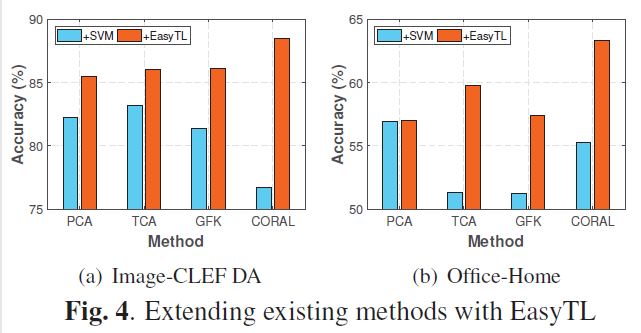 90
85
80
75
Accuracy (%)
+SVM +EasyTL
PCA TCA GFK CORAL
Method
(a) Image-CLEF DA
65
60
55
50
Accuracy (%)
+SVM +EasyTL
PCA TCA GFK CORAL
Method
(b) Office-Home
Fig. 4. Extending existing methods with EasyTL